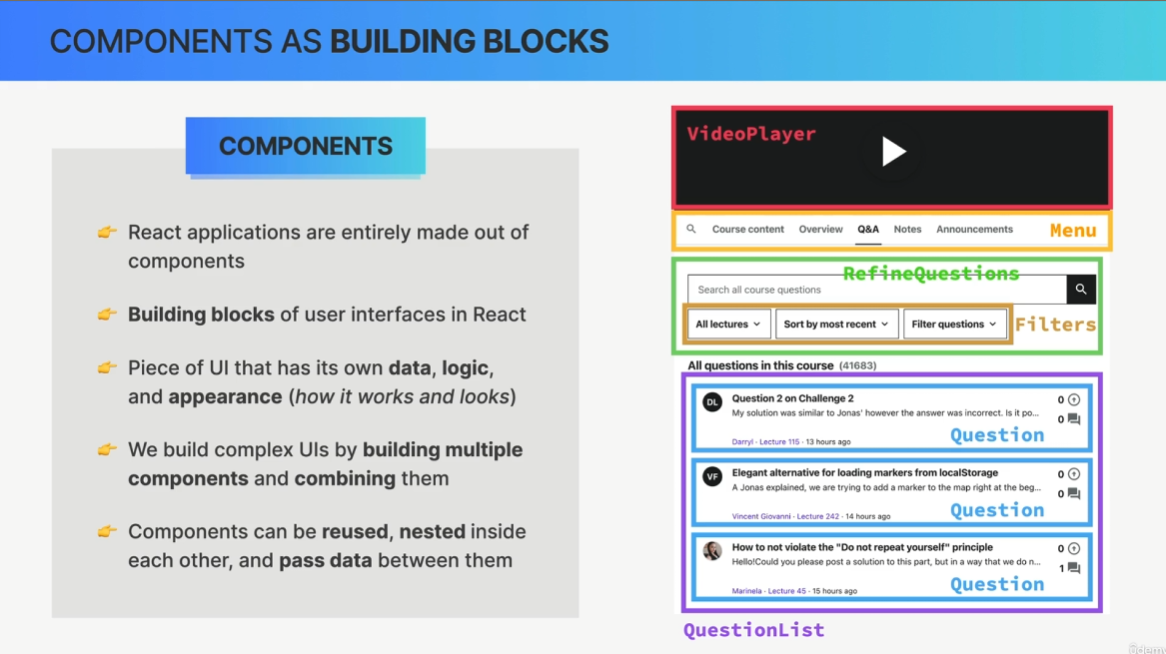 COMPONENTS AS BUILDING BLOCKS
COMPONENTS
👉 React applications are entirely made out of
components
👉 Building blocks of user interfaces in React
👉 Piece of UI that has its own data, logic,
and appearance (how it works and looks)
👉 We build complex UIs by building multiple
components and combining them
👉 Components can be reused, nested inside
each other, and pass data between them
VideoPlayer
Course content Overview Q&A Notes Announcements Menu
RefineQuestions
Search all course questions
All lectures Sort by most recent Filter questions Filters
All questions in this course (41683)
DL Question 2 on Challenge 2 0
My solution was similar to Jonas' however the answer was incorrect. Is it po... 0
Question
Darryl · Lecture 115 · 13 hours ago
VF Elegant alternative for loading markers from localStorage 0
A Jonas explained, we are trying to add a marker to the map right at the beg... 0
Question
Vincent Giovanni · Lecture 242 · 14 hours ago
How to not violate the "Do not repeat yourself" principle 0
Hello!Could you please post a solution to this part, but in a way that we do n... 1
Question
Marinela · Lecture 45 · 15 hours ago
QuestionList